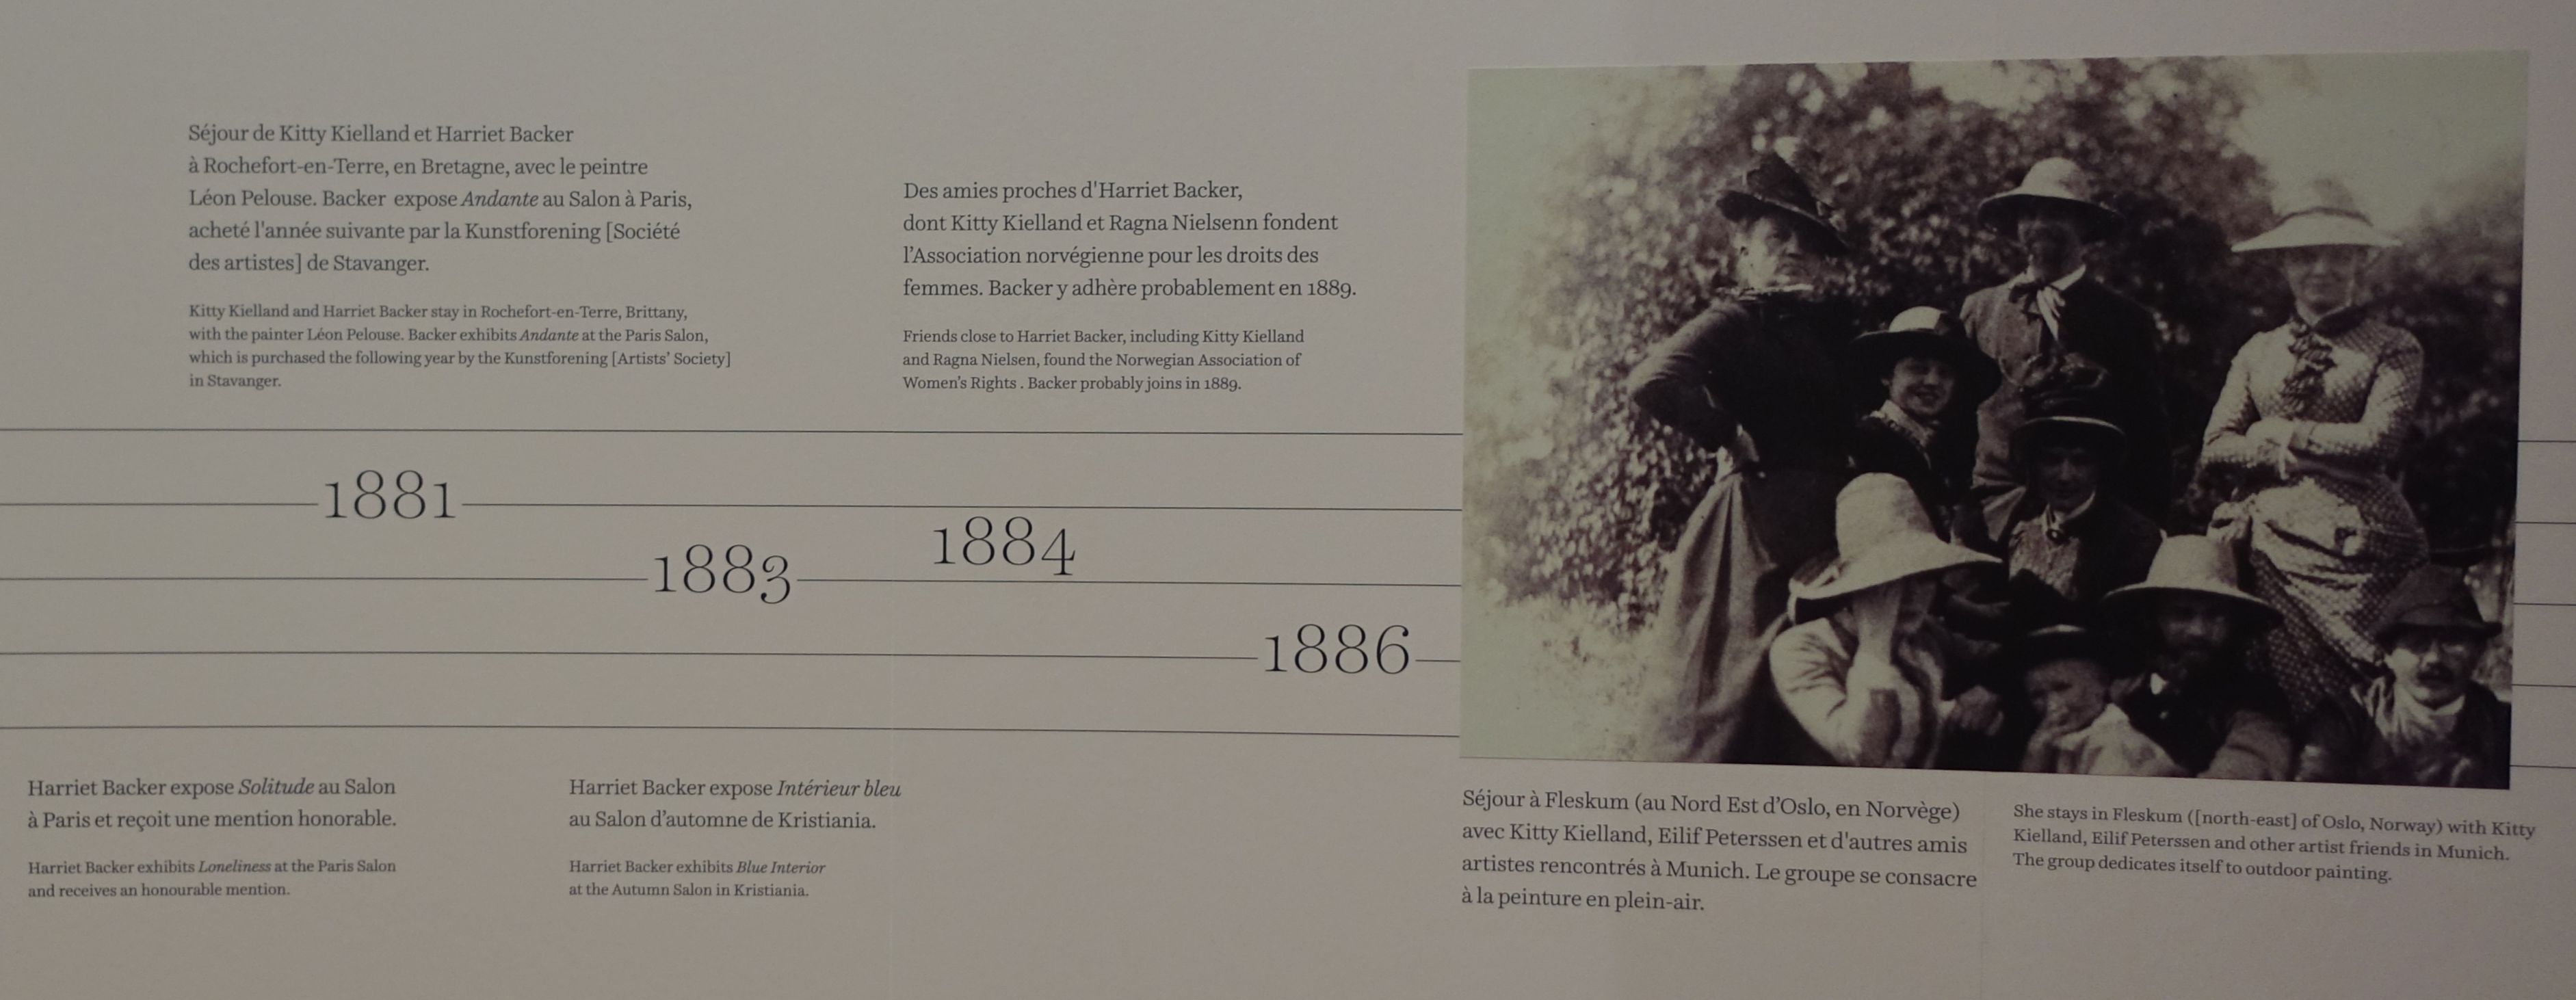 Séjour de Kitty Kielland et Harriet Backer
à Rochefort-en-Terre, en Bretagne, avec le peintre
Léon Pelouse. Backer expose Andante au Salon à Paris,
acheté l'année suivante par la Kunstforening [Société
des artistes] de Stavanger.
Kitty Kielland and Harriet Backer stay in Rochefort-en-Terre, Brittany,
with the painter Léon Pelouse. Backer exhibits Andante at the Paris Salon,
which is purchased the following year by the Kunstforening [Artists’ Society]
in Stavanger.
Des amies proches d'Harriet Backer,
dont Kitty Kielland et Ragna Nielsenn fondent
l’Association norvégienne pour les droits des
femmes. Backer y adhère probablement en 1889.
Friends close to Harriet Backer, including Kitty Kielland
and Ragna Nielsen, found the Norwegian Association of
Women’s Rights . Backer probably joins in 1889.
1881
1883
1884
1886
Harriet Backer expose Solitude au Salon
à Paris et reçoit une mention honorable.
Harriet Backer exhibits Loneliness at the Paris Salon
and receives an honourable mention.
Harriet Backer expose Intérieur bleu
au Salon d’automne de Kristiania.
Harriet Backer exhibits Blue Interior
at the Autumn Salon in Kristiania.
Séjour à Fleskum (au Nord Est d’Oslo, en Norvège)
avec Kitty Kielland, Eilif Peterssen et d'autres amis
artistes rencontrés à Munich. Le groupe se consacre
à la peinture en plein-air.
She stays in Fleskum ([north-east] of Oslo, Norway) with Kitty
Kielland, Eilif Peterssen and other artist friends in Munich.
The group dedicates itself to outdoor painting.